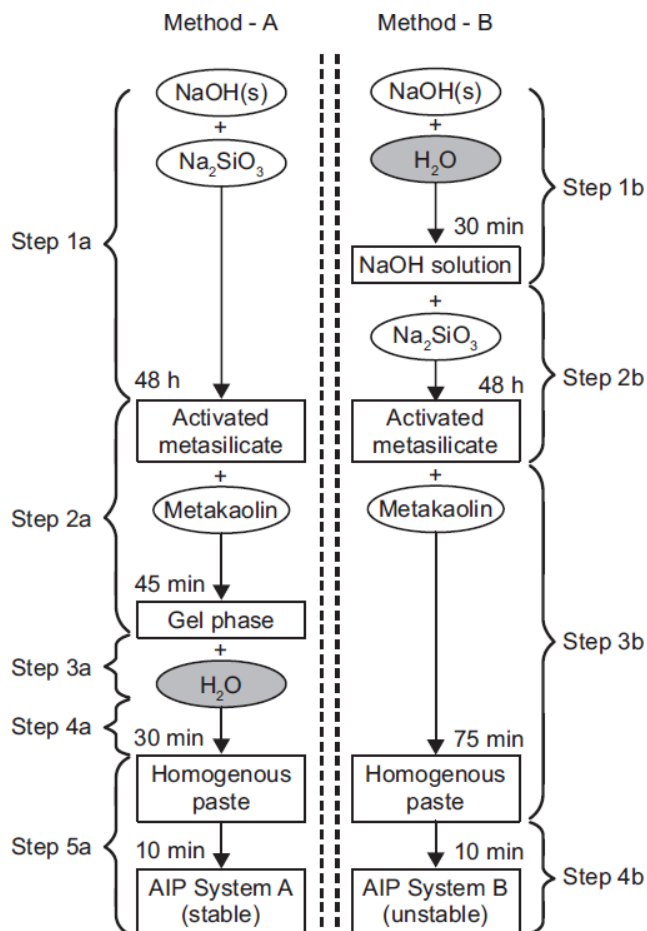 Method - A
NaOH(s)
+
Na₂SiO₃
Step 1a
48 h
Activated
metasilicate
+
Metakaolin
Step 2a
45 min
Gel phase
+
Step 3a
H₂O
Step 4a
30 min
Homogenous
paste
Step 5a
10 min
AIP System A
(stable)
Method - B
NaOH(s)
+
H₂O
Step 1b
30 min
NaOH solution
+
Na₂SiO₃
Step 2b
48 h
Activated
metasilicate
+
Metakaolin
Step 3b
75 min
Homogenous
paste
10 min
Step 4b
AIP System B
(unstable)